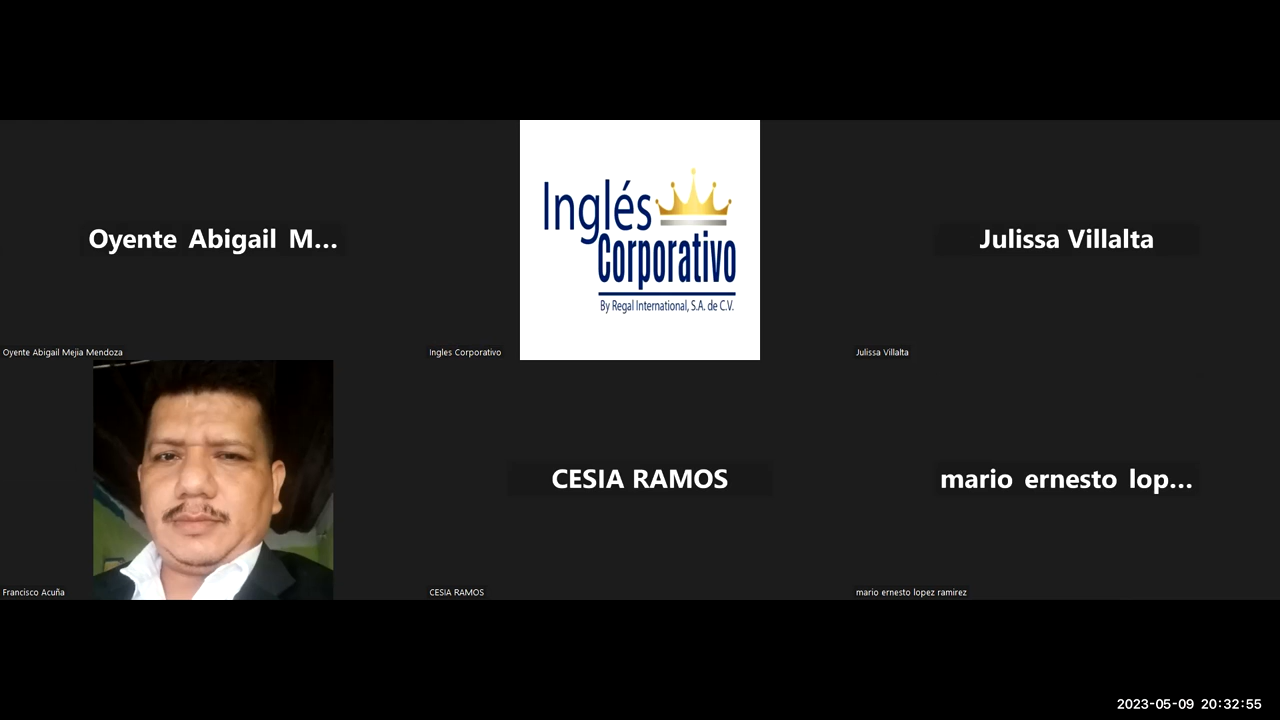 Oyente Abigail M...
Inglés
Corporativo
By Regal International, S.A. de C.V.
Julissa Villalta
Oyente Abigail Mejia Mendoza
Ingles Corporativo
Julissa Villalta
CESIA RAMOS
mario ernesto lop...
Francisco Acuña
CESIA RAMOS
mario ernesto lopez ramirez
2023-05-09 20:32:55